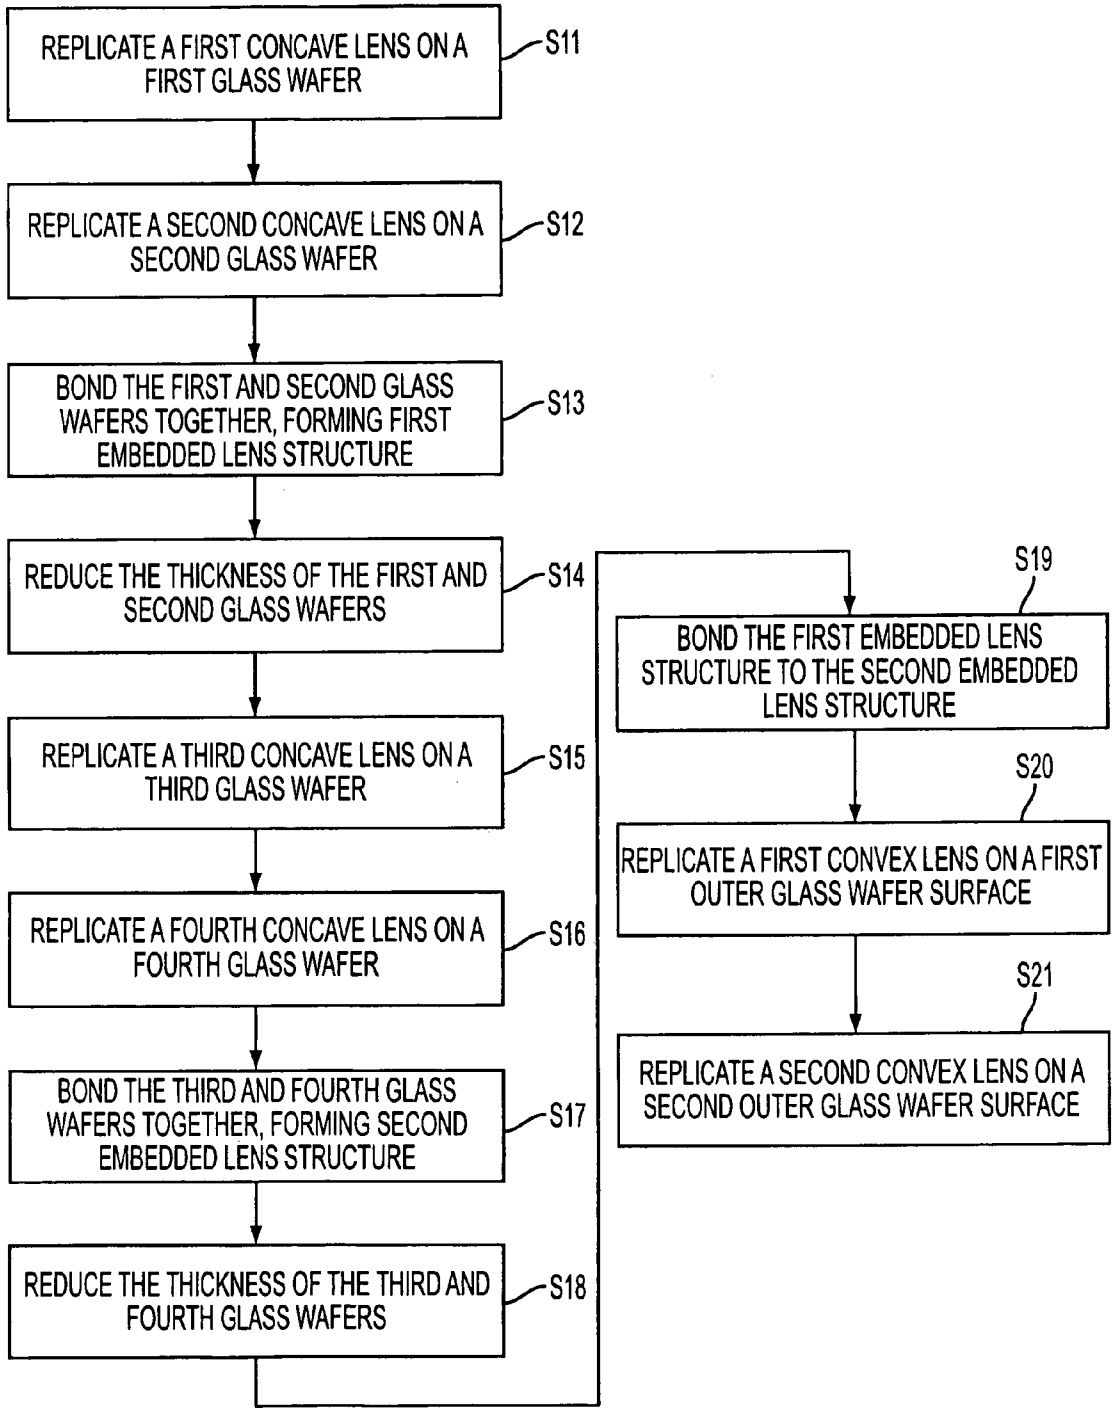 REPLICATE A FIRST CONCAVE LENS ON A
FIRST GLASS WAFER
S11
REPLICATE A SECOND CONCAVE LENS ON A
SECOND GLASS WAFER
S12
BOND THE FIRST AND SECOND GLASS
WAFERS TOGETHER, FORMING FIRST
EMBEDDED LENS STRUCTURE
S13
REDUCE THE THICKNESS OF THE FIRST AND
SECOND GLASS WAFERS
S14
REPLICATE A THIRD CONCAVE LENS ON A
THIRD GLASS WAFER
S15
REPLICATE A FOURTH CONCAVE LENS ON A
FOURTH GLASS WAFER
S16
BOND THE THIRD AND FOURTH GLASS
WAFERS TOGETHER, FORMING SECOND
EMBEDDED LENS STRUCTURE
S17
REDUCE THE THICKNESS OF THE THIRD AND
FOURTH GLASS WAFERS
S18
S19
BOND THE FIRST EMBEDDED LENS
STRUCTURE TO THE SECOND EMBEDDED
LENS STRUCTURE
S20
REPLICATE A FIRST CONVEX LENS ON A FIRST
OUTER GLASS WAFER SURFACE
S21
REPLICATE A SECOND CONVEX LENS ON A
SECOND OUTER GLASS WAFER SURFACE